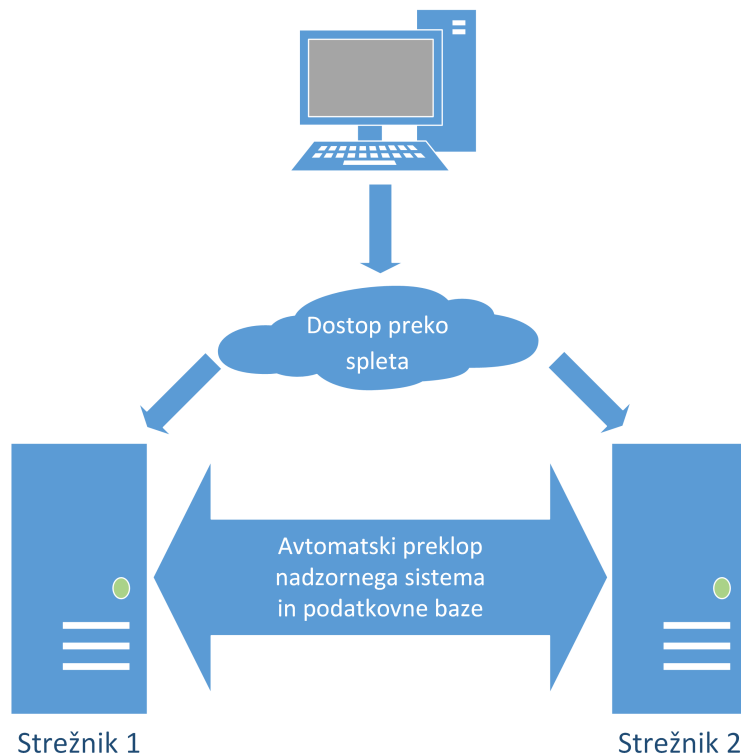 Dostop preko
spleta
Avtomatski preklop
nadzornega sistema
in podatkovne baze
Strežnik 1
Strežnik 2